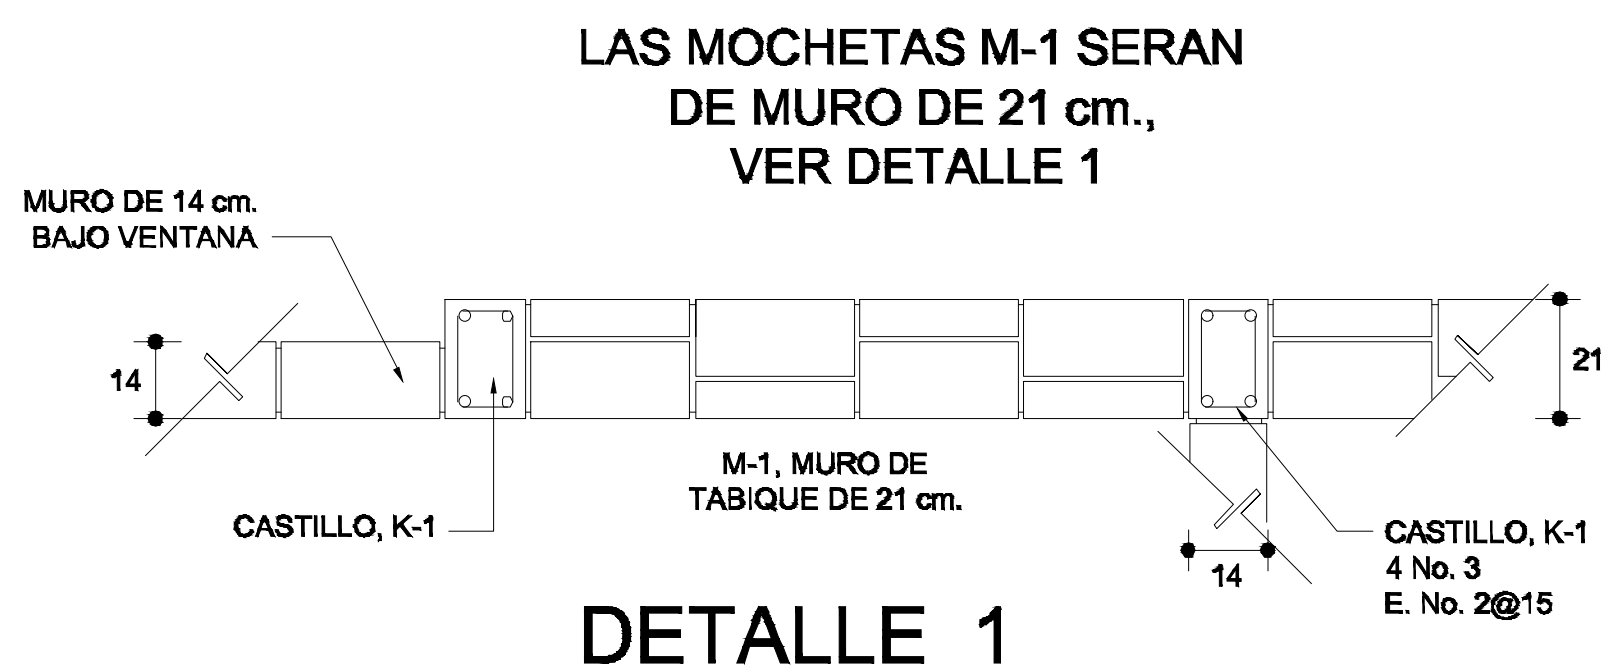 LAS MOCHETAS M-1 SERAN
DE MURO DE 21 cm.,
VER DETALLE 1
MURO DE 14 cm.
BAJO VENTANA
14
21
M-1, MURO DE
TABIQUE DE 21 cm.
CASTILLO, K-1
CASTILLO, K-1
4 No. 3
E. No. 2@15
14
DETALLE 1